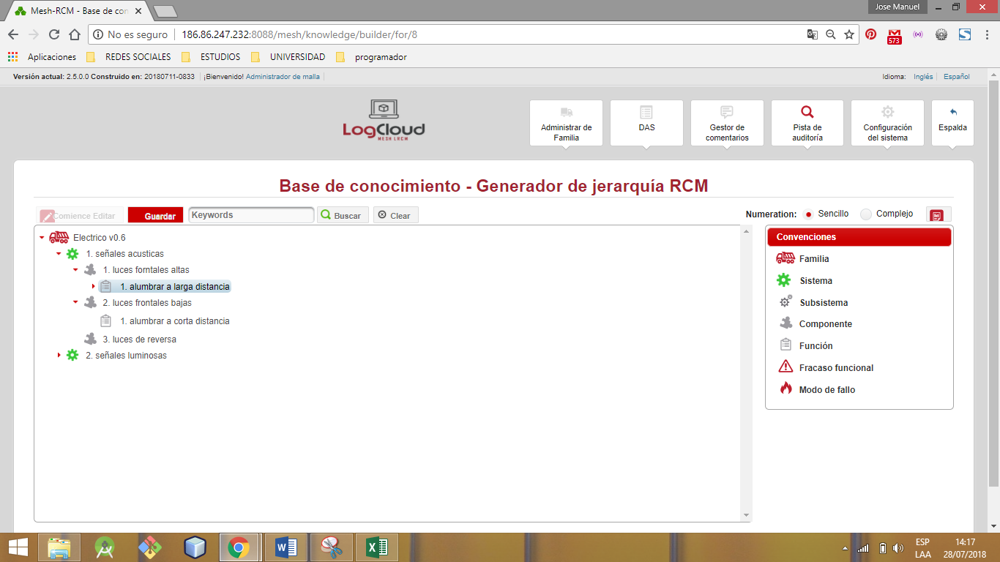 Mesh-RCM - Base de con
Jose Manuel
No es seguro
186.86.247.232:8088/mesh/knowledge/builder/for/8
573
Aplicaciones
REDES SOCIALES
ESTUDIOS
UNIVERSIDAD
programador
Versión actual: 2.5.0.0 Construido en: 20180711-0833
¡Bienvenido! Administrador de malla
Idioma:
Inglés
Español
LogCloud
MESH LRCM
Administrar de
Familia
DAS
Gestor de
comentarios
Pista de
auditoría
Configuración
del sistema
Espalda
Base de conocimiento - Generador de jerarquía RCM
Comience Editar
Guardar
Keywords
Buscar
Clear
Numeration:
Sencillo
Complejo
Electrico v0.6
1. señales acusticas
1. luces forntales altas
1. alumbrar a larga distancia
2. luces frontales bajas
1. alumbrar a corta distancia
3. luces de reversa
2. señales luminosas
Convenciones
Familia
Sistema
Subsistema
Componente
Función
Fracaso funcional
Modo de fallo
ESP
LAA
14:17
28/07/2018